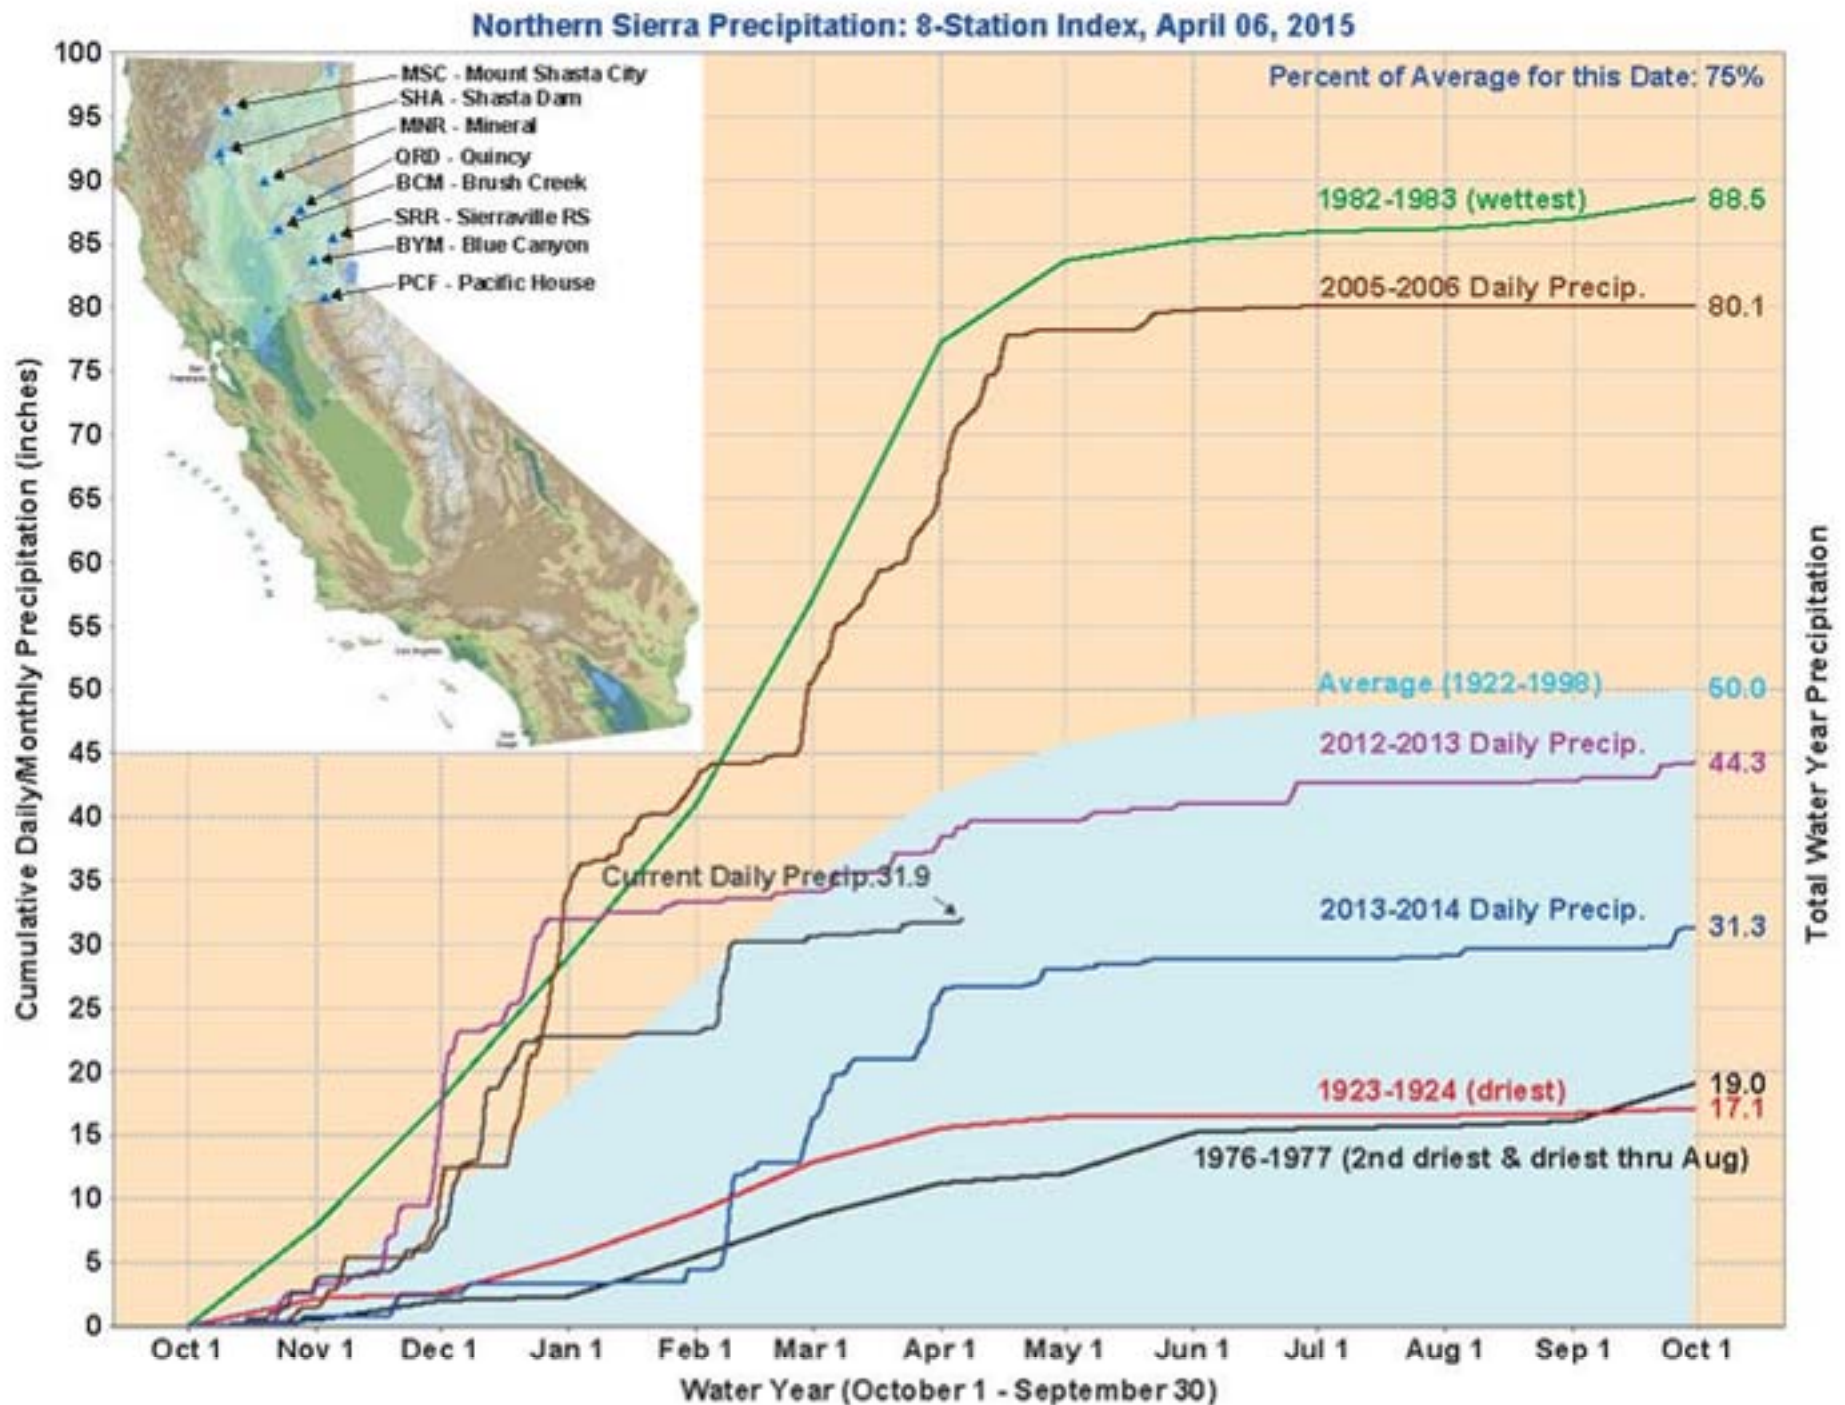 Northern Sierra Precipitation: 8-Station Index, April 06, 2015
Percent of Average for this Date: 75%
MSC - Mount Shasta City
SHA - Shasta Dam
MNR - Mineral
QRD - Quincy
BCM - Brush Creek
SRR - Sierraville RS
BYM - Blue Canyon
PCF - Pacific House
San
Francisco
Los Angeles
San
Diego
Cumulative Daily/Monthly Precipitation (inches)
100
95
90
85
80
75
70
65
60
55
50
45
40
35
30
25
20
15
10
5
0
1982-1983 (wettest) 88.5
2005-2006 Daily Precip. 80.1
Average (1922-1998) 50.0
2012-2013 Daily Precip. 44.3
Current Daily Precip.31.9
2013-2014 Daily Precip. 31.3
19.0
1923-1924 (driest) 17.1
1976-1977 (2nd driest & driest thru Aug)
Total Water Year Precipitation
Oct 1 Nov 1 Dec 1 Jan 1 Feb 1 Mar 1 Apr 1 May 1 Jun 1 Jul 1 Aug 1 Sep 1 Oct 1
Water Year (October 1 - September 30)